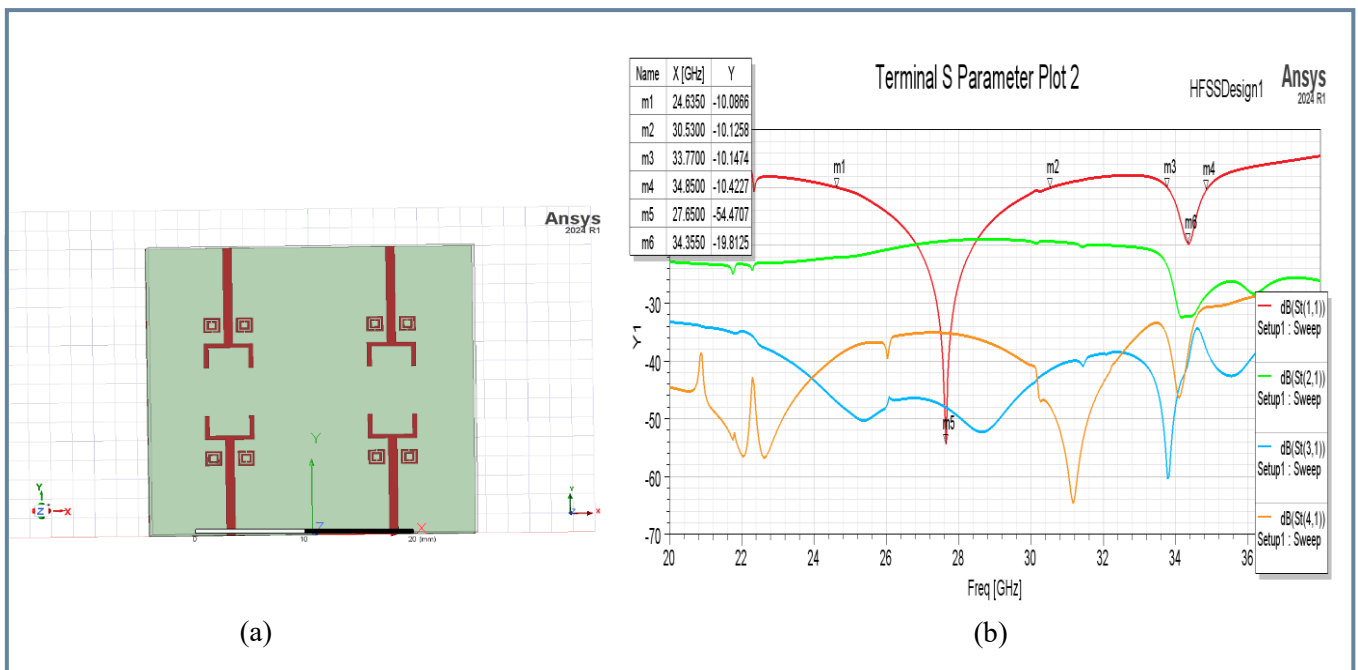 Ansys
2024 R1
Y
Z
X
Y
Z
X
Y
Z
X
0
10
20 (mm)
(a)
Name X [GHz] Y
m1 24.6350 -10.0866
m2 30.5300 -10.1258
m3 33.7700 -10.1474
m4 34.8500 -10.4227
m5 27.6500 -54.4707
m6 34.3550 -19.8125
Terminal S Parameter Plot 2
HFSSDesign1
Ansys
2024 R1
m1
m2
m3
m4
m6
m5
Y1
-30
-40
-50
-60
-70
20 22 24 26 28 30 32 34 36
Freq [GHz]
dB(St(1,1))
Setup1 : Sweep
dB(St(2,1))
Setup1 : Sweep
dB(St(3,1))
Setup1 : Sweep
dB(St(4,1))
Setup1 : Sweep
(b)